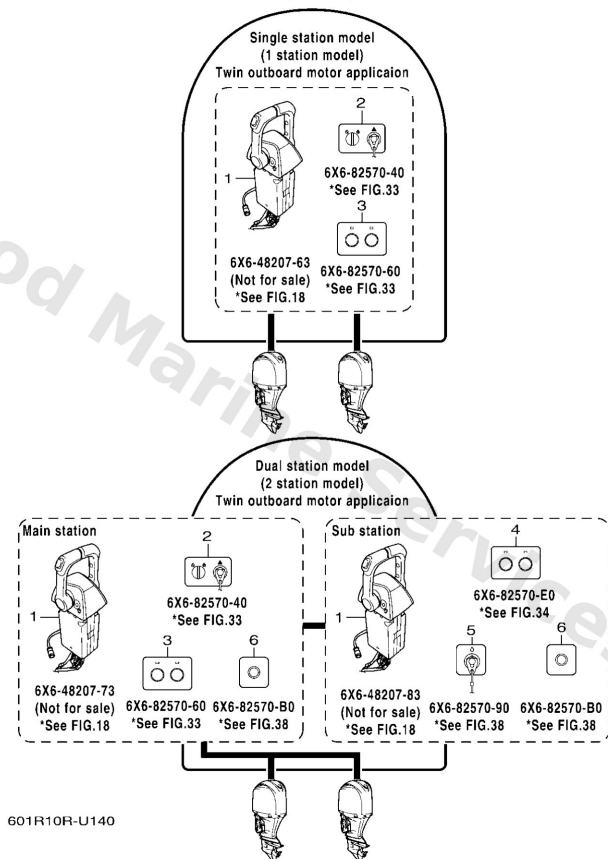 Single station model
(1 station model)
Twin outboard motor applicaion
1
2
6X6-82570-40
*See FIG.33
3
6X6-48207-63
(Not for sale)
*See FIG.18
6X6-82570-60
*See FIG.33
Dual station model
(2 station model)
Twin outboard motor applicaion
Main station
1
2
6X6-82570-40
*See FIG.33
3
6
6X6-48207-73
(Not for sale)
*See FIG.18
6X6-82570-60
*See FIG.33
6X6-82570-B0
*See FIG.38
Sub station
1
4
6X6-82570-E0
*See FIG.34
5
6
6X6-48207-83
(Not for sale)
*See FIG.18
6X6-82570-90
*See FIG.38
6X6-82570-B0
*See FIG.38
601R10R-U140
od Marine Services